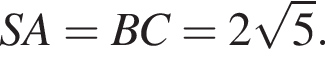 SA = BC = 2√5.